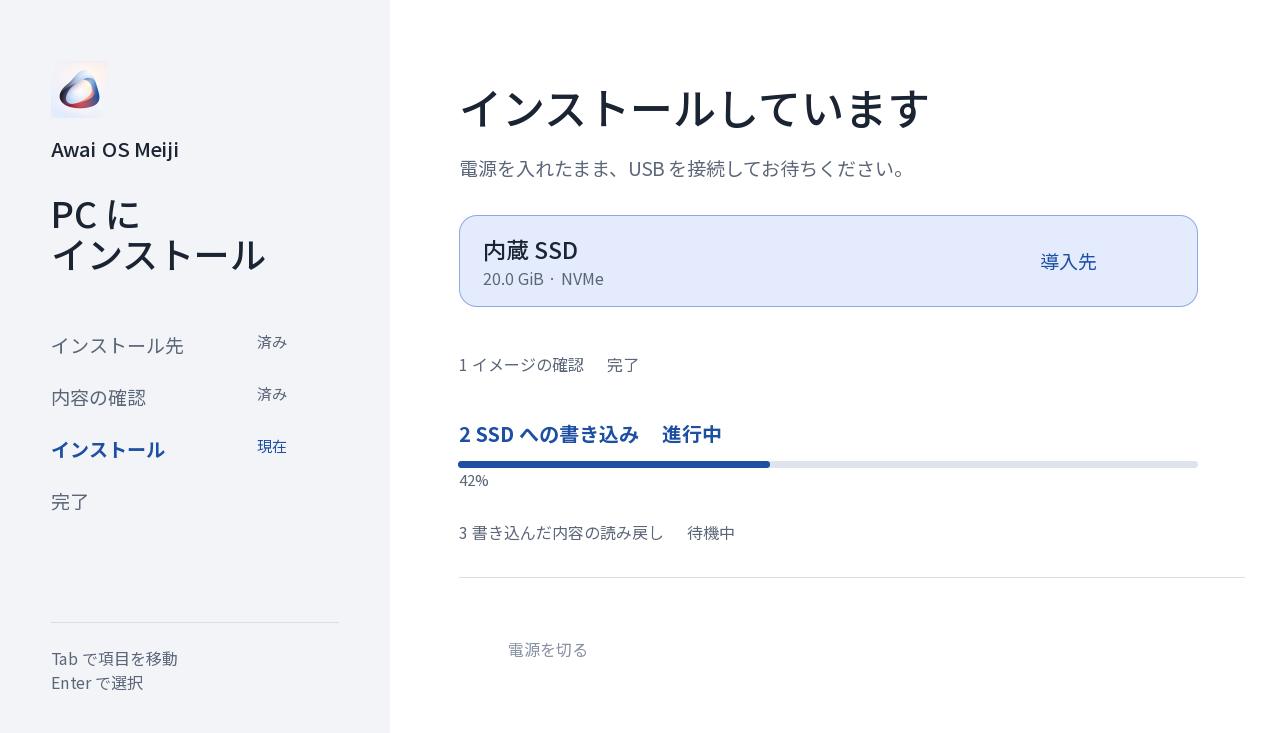 Awai OS Meiji
PC に
インストール
インストール先 済み
内容の確認 済み
インストール 現在
完了
Tab で項目を移動
Enter で選択
インストールしています
電源を入れたまま、USB を接続してお待ちください。
内蔵 SSD
20.0 GiB · NVMe
導入先
1 イメージの確認 完了
2 SSD への書き込み 進行中
42%
3 書き込んだ内容の読み戻し 待機中
電源を切る